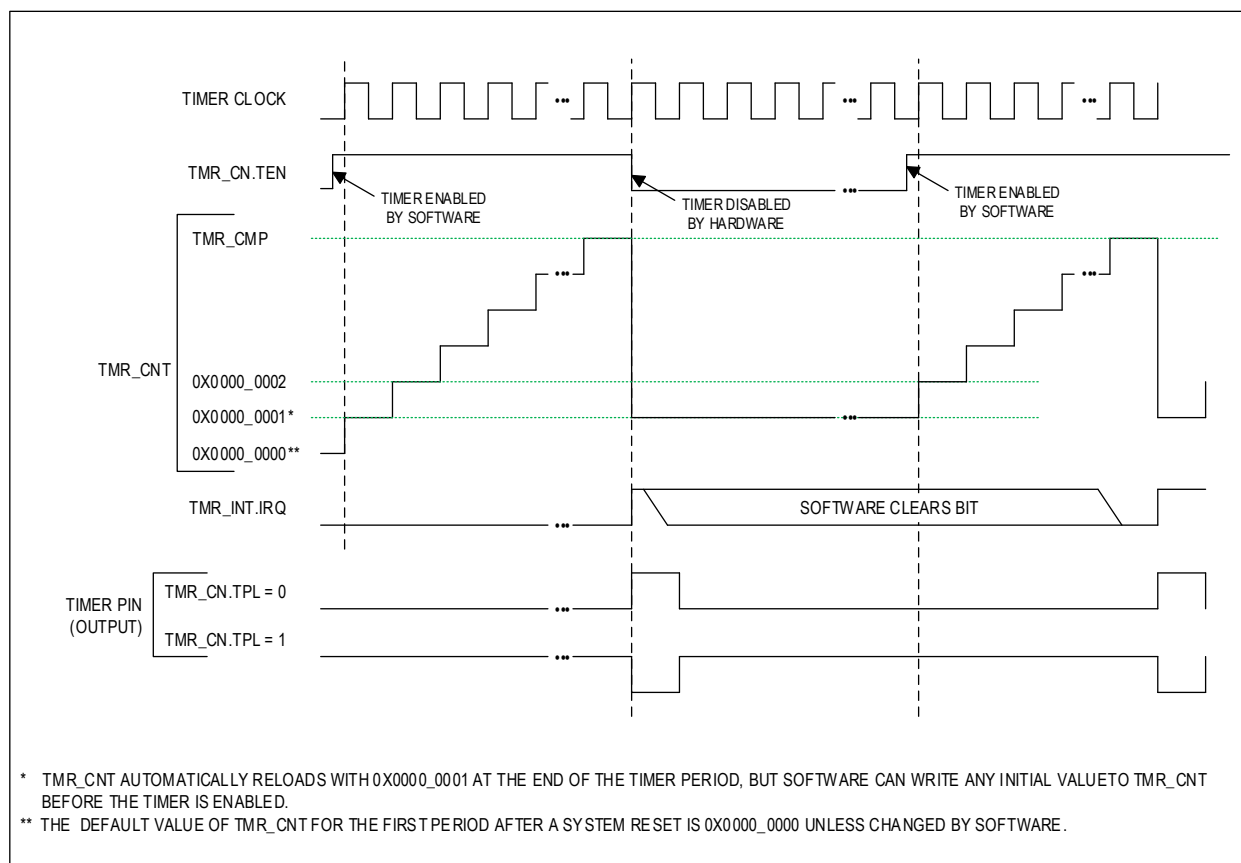 TIMER CLOCK
TMR_CN.TEN
TIMER ENABLED
BY SOFTWARE
TIMER DISABLED
BY HARDWARE
TIMER ENABLED
BY SOFTWARE
TMR_CMP
TMR_CNT
0X0000_0002
0X0000_0001*
0X0000_0000**
TMR_INT.IRQ
SOFTWARE CLEARS BIT
TIMER PIN
(OUTPUT)
TMR_CN.TPL = 0
TMR_CN.TPL = 1
* TMR_CNT AUTOMATICALLY RELOADS WITH 0X0000_0001 AT THE END OF THE TIMER PERIOD, BUT SOFTWARE CAN WRITE ANY INITIAL VALUETO TMR_CNT
BEFORE THE TIMER IS ENABLED.
** THE DEFAULT VALUE OF TMR_CNT FOR THE FIRST PERIOD AFTER A SYSTEM RESET IS 0X0000_0000 UNLESS CHANGED BY SOFTWARE.